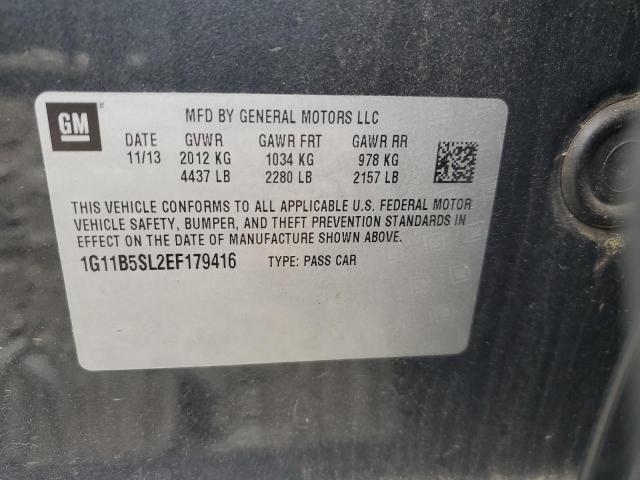 GM
MFD BY GENERAL MOTORS LLC
DATE GVWR GAWR FRT GAWR RR
11/13 2012 KG 1034 KG 978 KG
4437 LB 2280 LB 2157 LB
THIS VEHICLE CONFORMS TO ALL APPLICABLE U.S. FEDERAL MOTOR
VEHICLE SAFETY, BUMPER, AND THEFT PREVENTION STANDARDS IN
EFFECT ON THE DATE OF MANUFACTURE SHOWN ABOVE.
1G11B5SL2EF179416 TYPE: PASS CAR